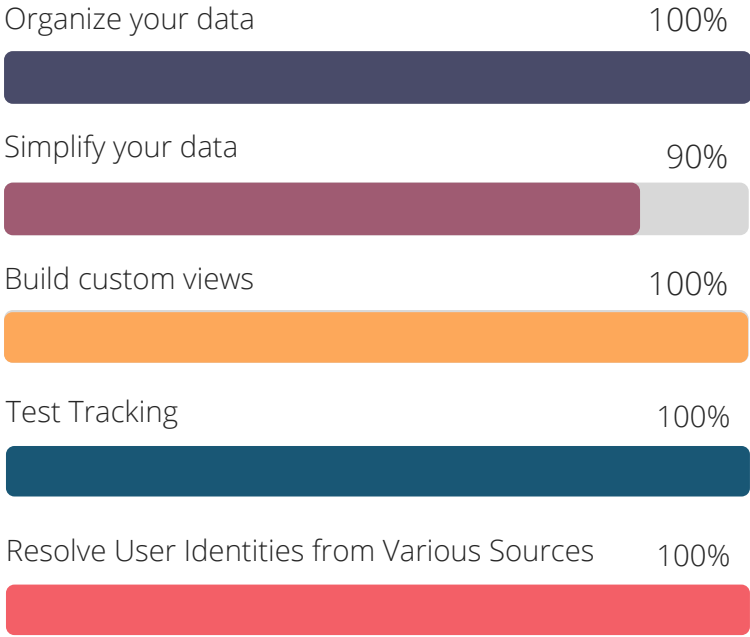 Organize your data 100%
Simplify your data 90%
Build custom views 100%
Test Tracking 100%
Resolve User Identities from Various Sources 100%